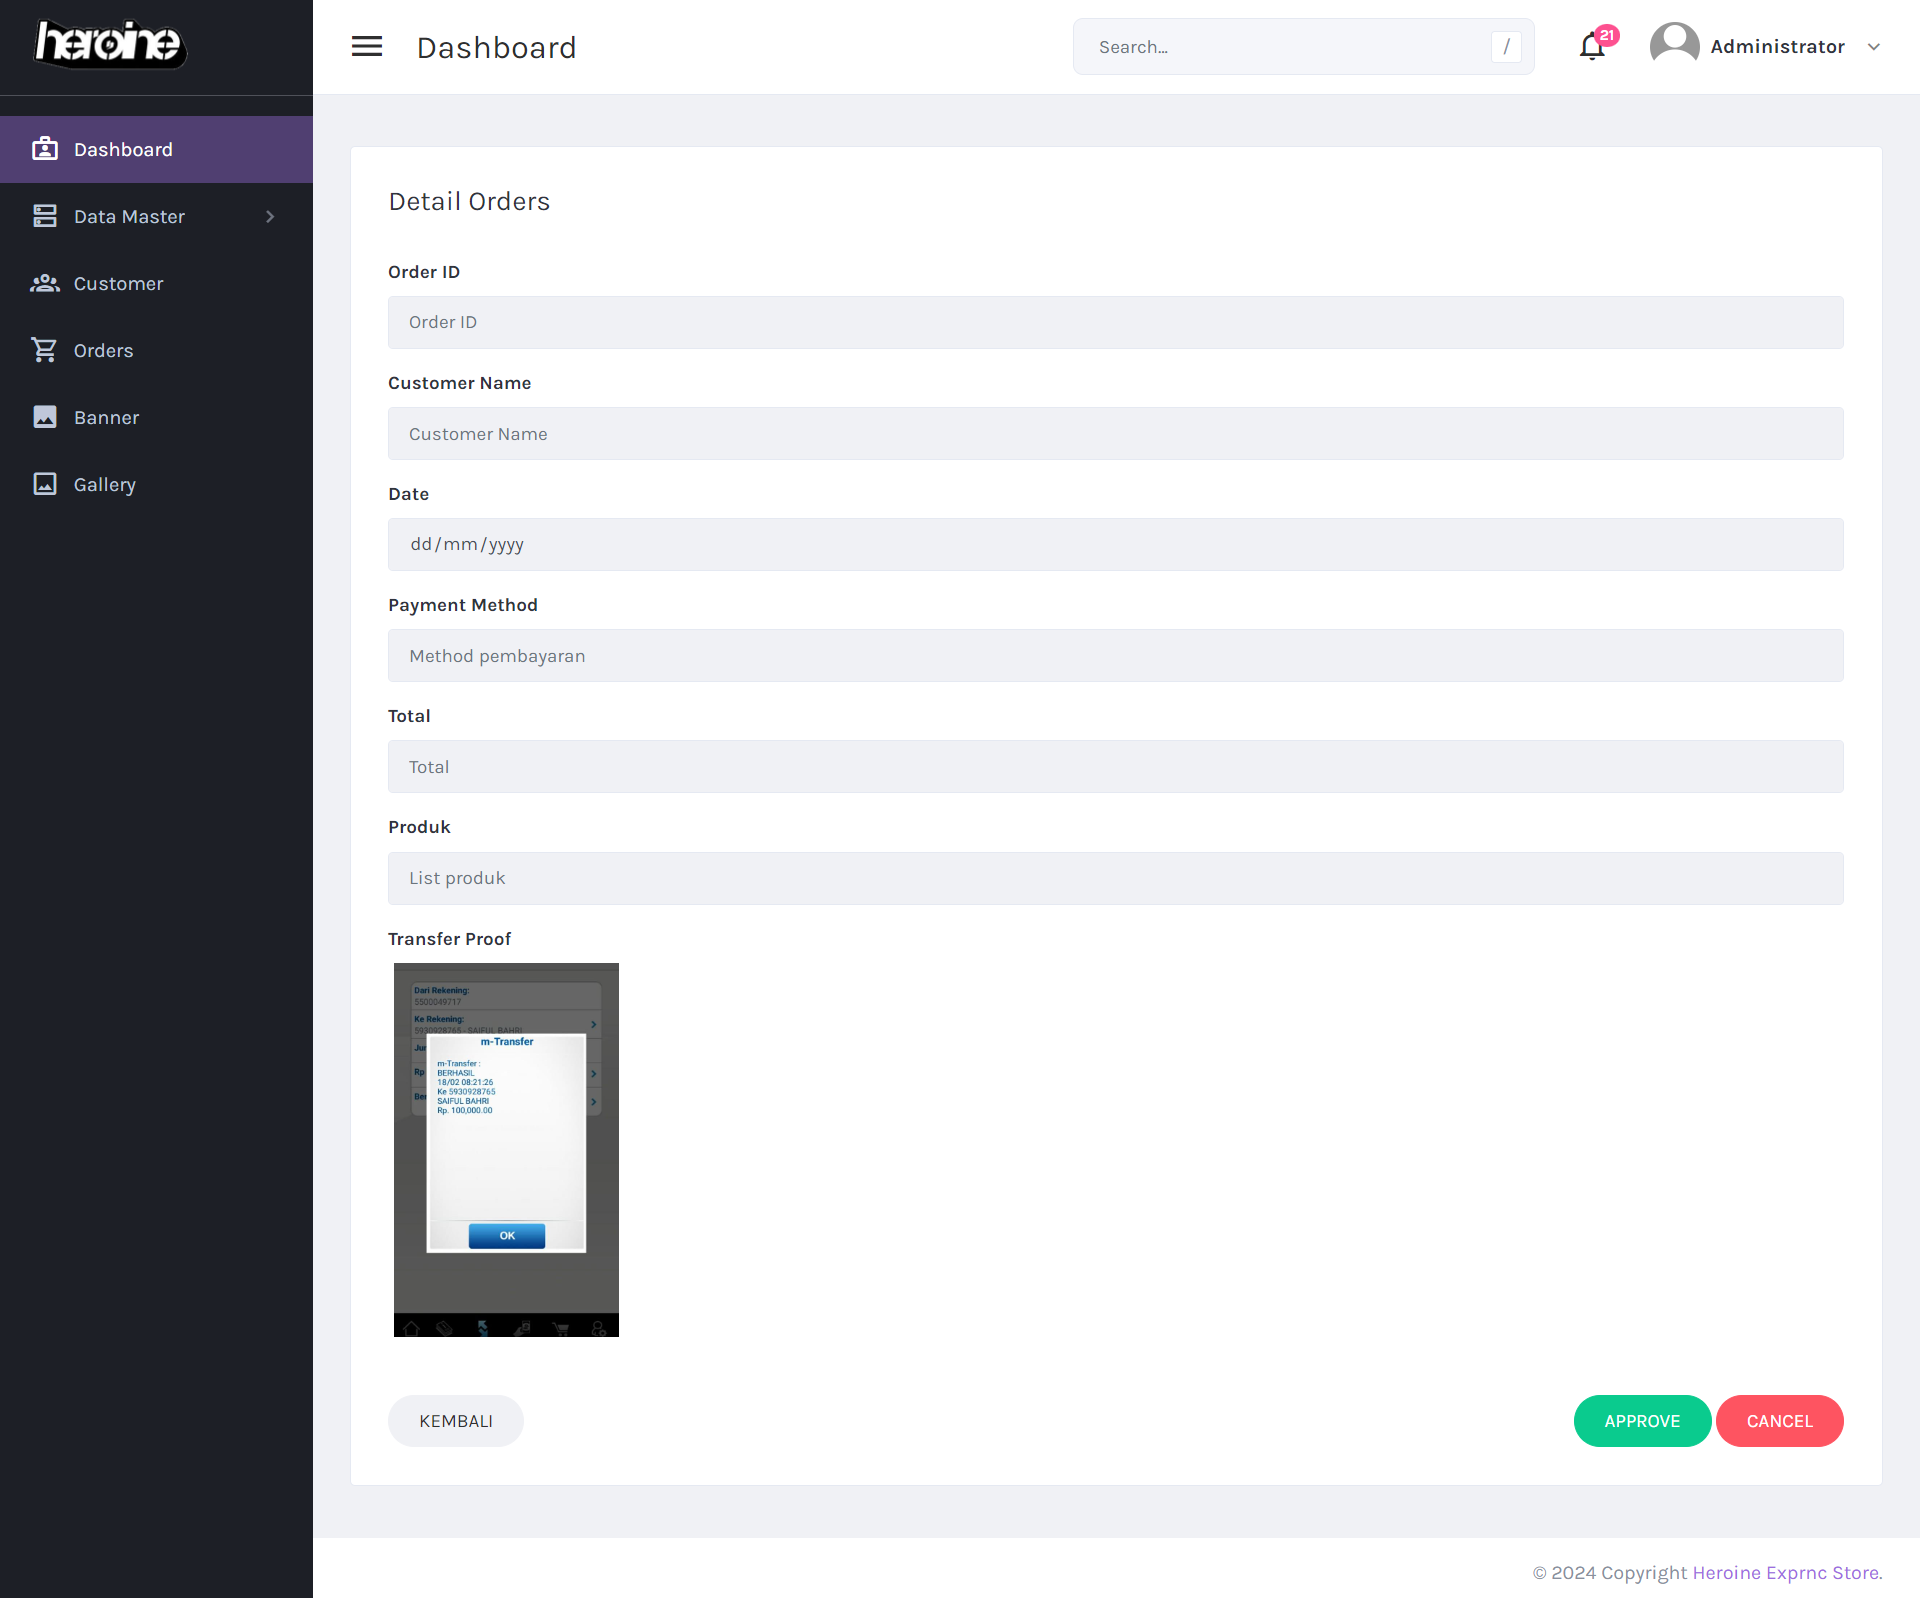 heroine
Dashboard
Search...
/
21
Administrator
Dashboard
Data Master
Customer
Orders
Banner
Gallery
Detail Orders
Order ID
Order ID
Customer Name
Customer Name
Date
dd/mm/yyyy
Payment Method
Method pembayaran
Total
Total
Produk
List produk
Transfer Proof
Dari Rekening:
5500049717
Ke Rekening:
5930928765 - SAIFUL BAHRI
Rp
m-Transfer
m-Transfer :
BERHASIL
18/02 08:21:26
Ke 5930928765
SAIFUL BAHRI
Rp. 100,000.00
OK
KEMBALI
APPROVE
CANCEL
© 2024 Copyright Heroine Exprnc Store.